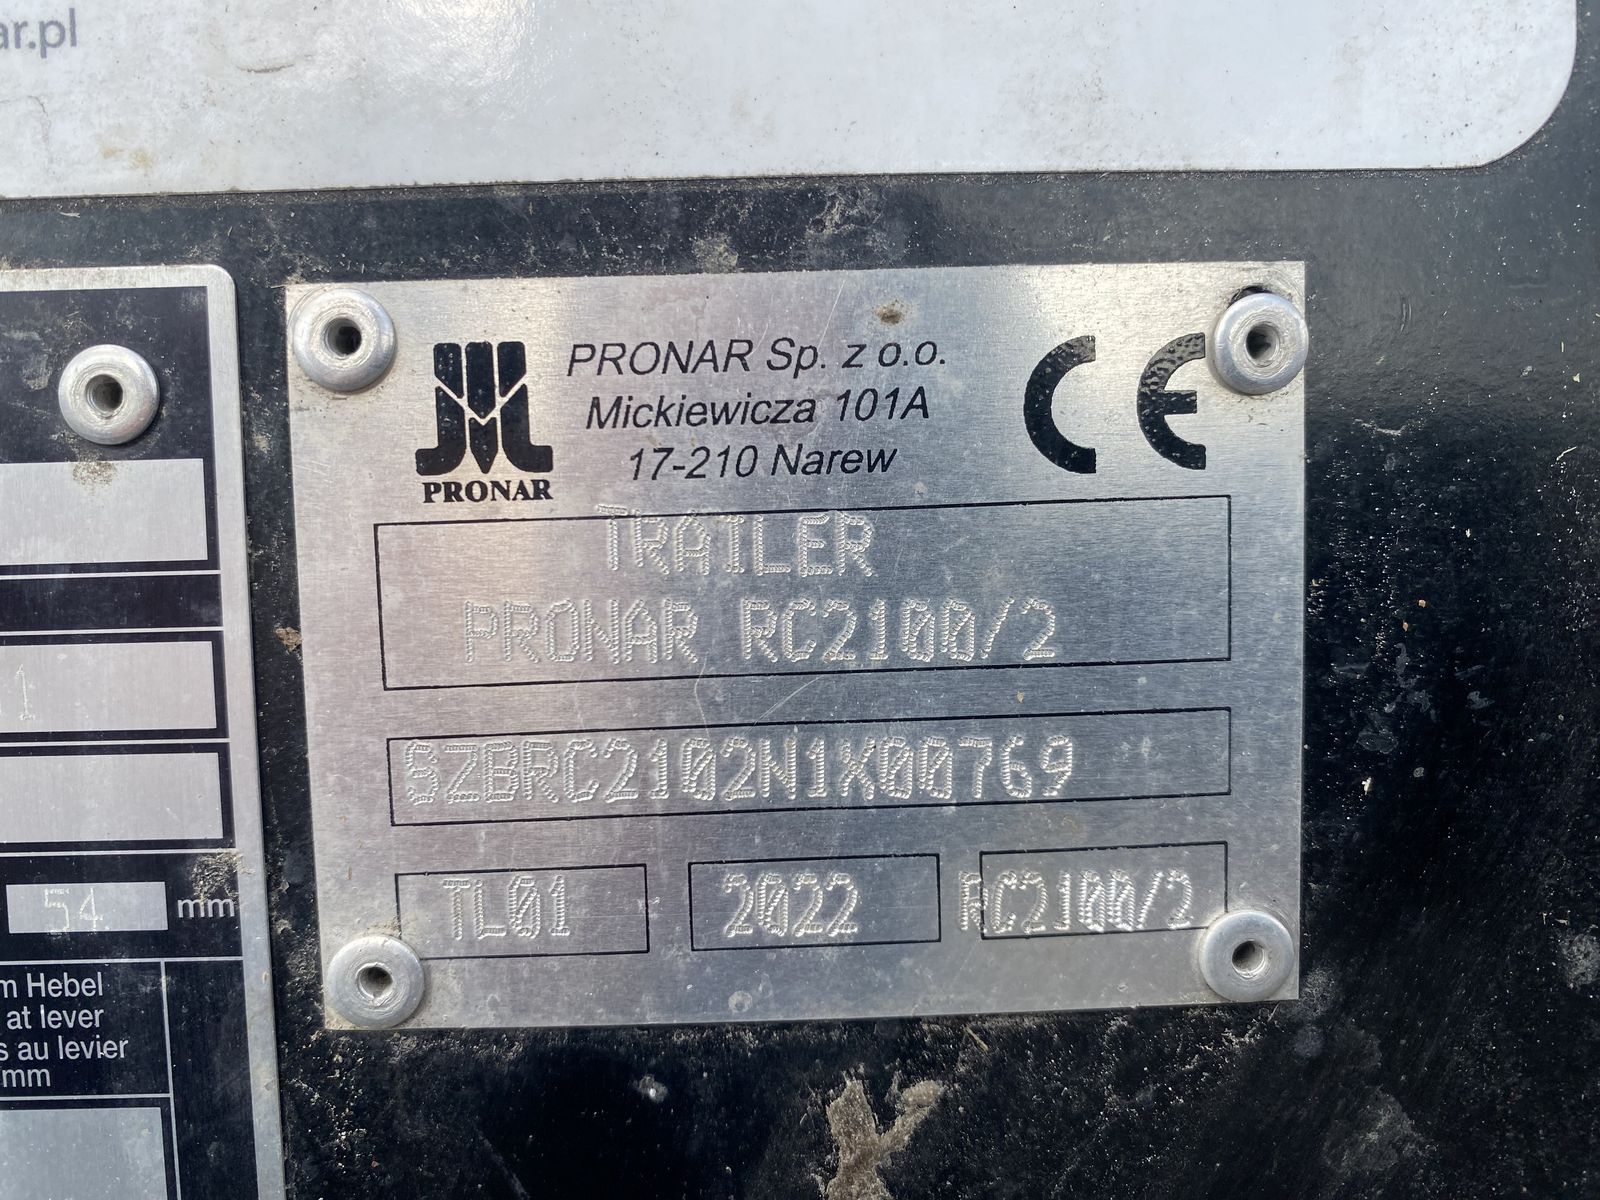 ar.pl
PRONAR Sp. z o.o.
Mickiewicza 101A
17-210 Narew
PRONAR
CE
TRAILER
PRONAR RC2100/2
SZBRC2102N1X00769
TL01
2022
RC2100/2
1
54 mm
m Hebel
at lever
s au levier
mm